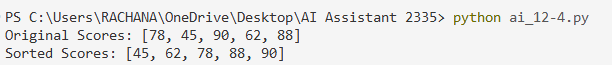 PS C:\Users\RACHANA\OneDrive\Desktop\AI Assistant 2335> python ai_12-4.py
Original Scores: [78, 45, 90, 62, 88]
Sorted Scores: [45, 62, 78, 88, 90]